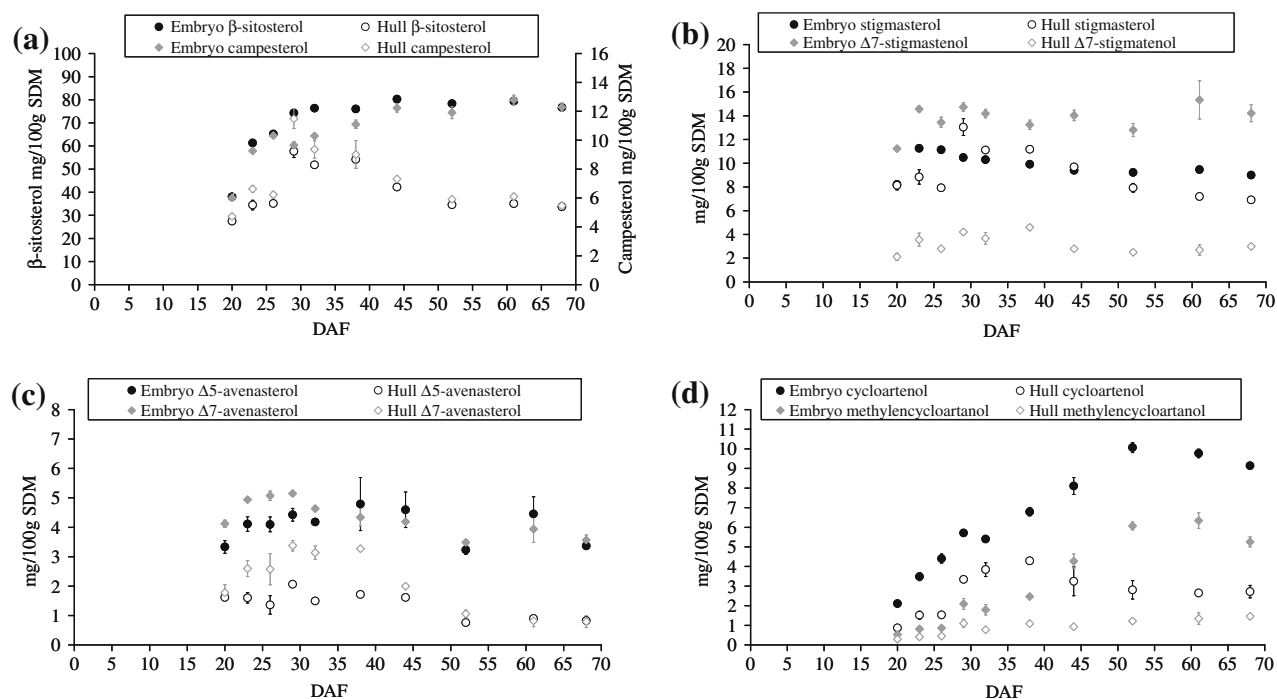 (a)
Embryo β-sitosterol Hull β-sitosterol
Embryo campesterol Hull campesterol
β-sitosterol mg/100g SDM
100
90
80
70
60
50
40
30
20
10
0
Campesterol mg/100g SDM
16
14
12
10
8
6
4
2
0
0 5 10 15 20 25 30 35 40 45 50 55 60 65 70
DAF
(b)
Embryo stigmasterol Hull stigmasterol
Embryo Δ7-stigmastenol Hull Δ7-stigmatenol
mg/100g SDM
20
18
16
14
12
10
8
6
4
2
0
0 5 10 15 20 25 30 35 40 45 50 55 60 65 70
DAF
(c)
Embryo Δ5-avenasterol Hull Δ5-avenasterol
Embryo Δ7-avenasterol Hull Δ7-avenasterol
mg/100g SDM
8
7
6
5
4
3
2
1
0
0 5 10 15 20 25 30 35 40 45 50 55 60 65 70
DAF
(d)
Embryo cycloartenol Hull cycloartenol
Embryo methylencycloartanol Hull methylencycloartanol
mg/100g SDM
12
11
10
9
8
7
6
5
4
3
2
1
0
0 5 10 15 20 25 30 35 40 45 50 55 60 65 70
DAF